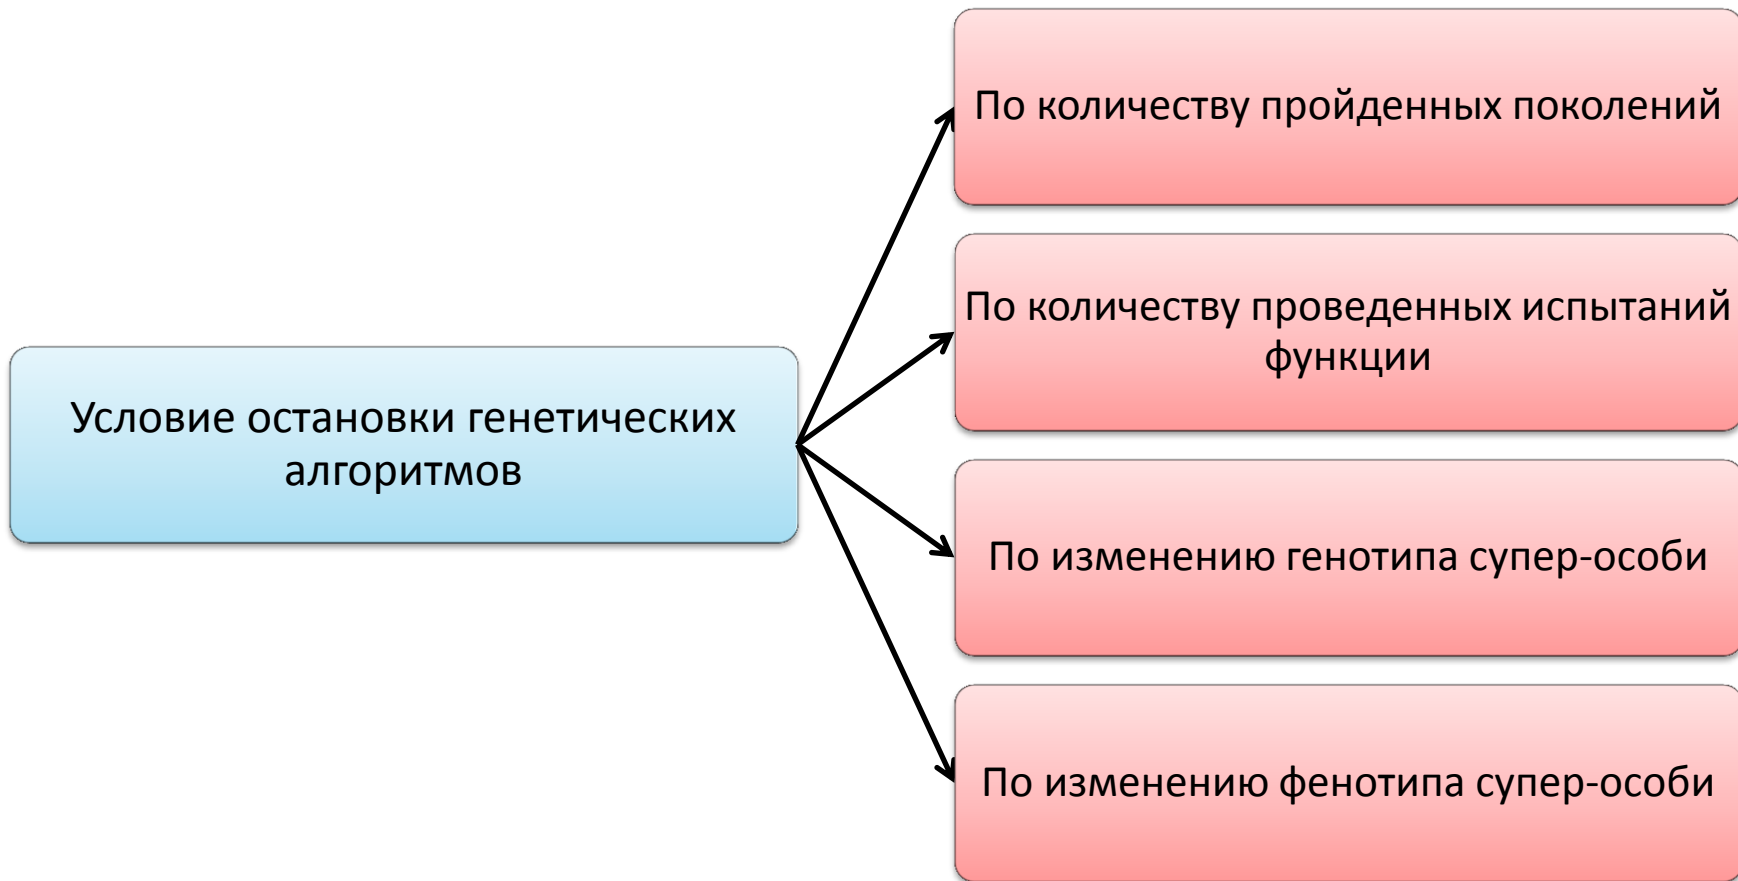 Условие остановки генетических
алгоритмов
По количеству пройденных поколений
По количеству проведенных испытаний
функции
По изменению генотипа супер-особи
По изменению фенотипа супер-особи